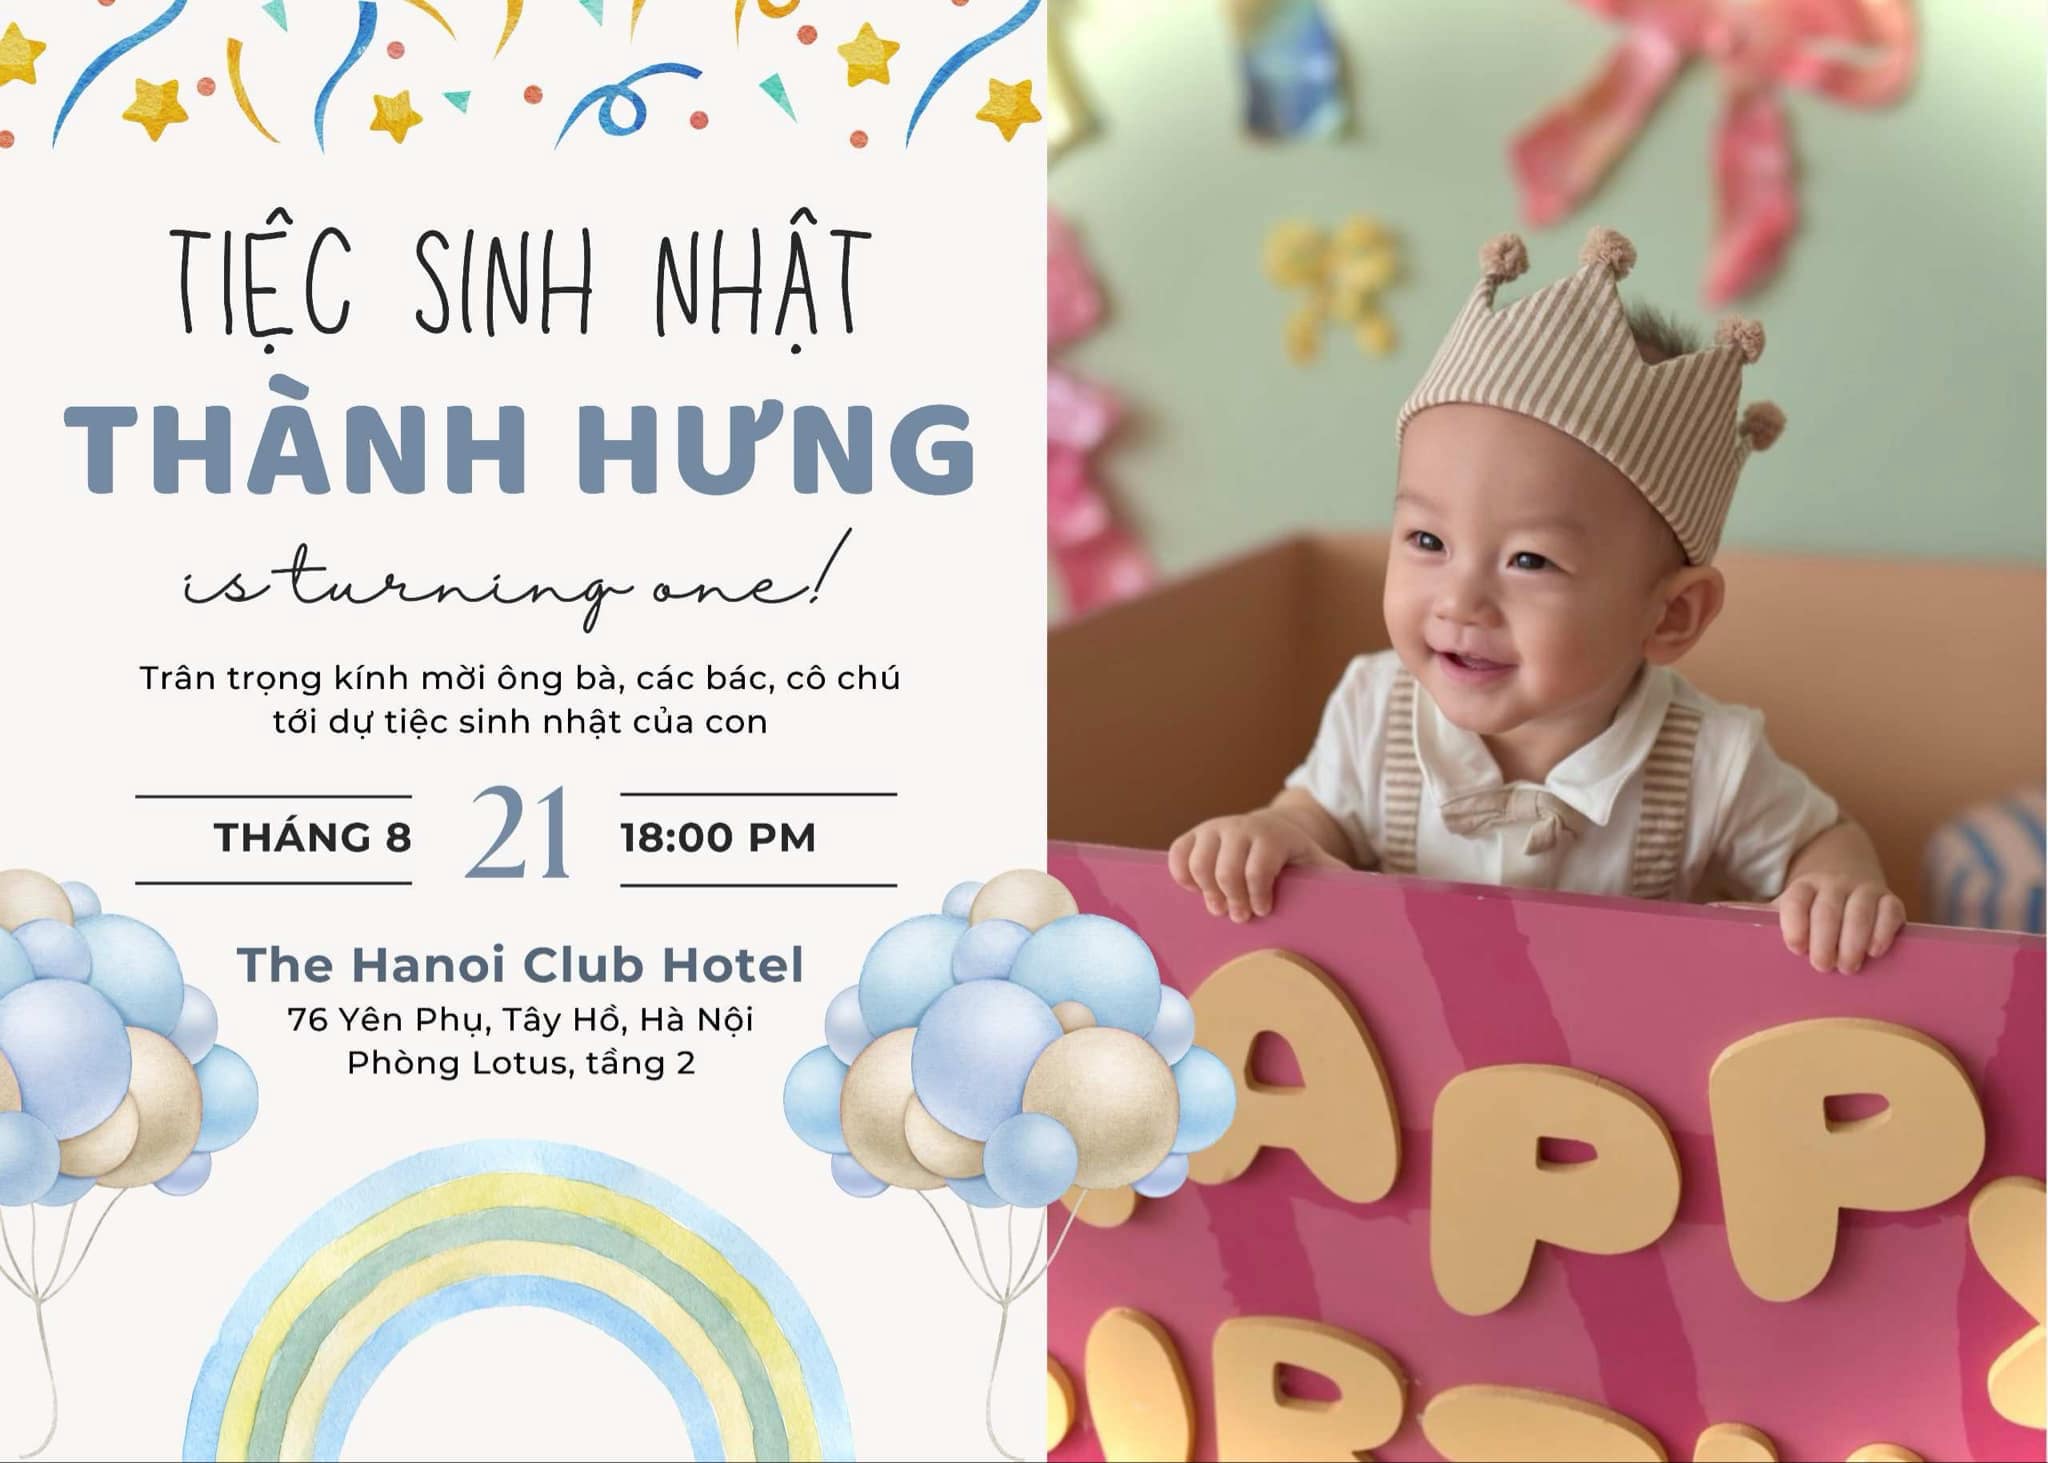 TIỆC SINH NHẬT
THÀNH HƯNG
is turning one!
Trân trọng kính mời ông bà, các bác, cô chú
tới dự tiệc sinh nhật của con
THÁNG 8
21
18:00 PM
The Hanoi Club Hotel
76 Yên Phụ, Tây Hồ, Hà Nội
Phòng Lotus, tầng 2
APPY